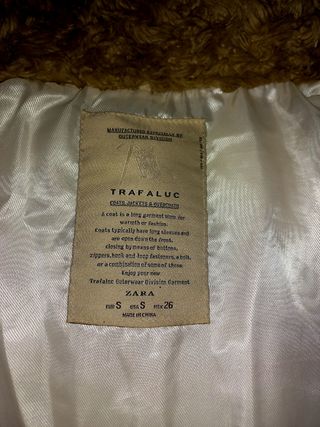 MANUFACTURED EXPRESSLY BY
OUTERWEAR DIVISION
TRAFALUC
COATS, JACKETS & OVERCOATS
A coat is a long garment worn for
warmth or fashion.
Coats typically have long sleeves and
are open down the front,
closing by means of buttons,
zippers, hook-and-loop fasteners, a belt,
or a combination of some of these.
Enjoy your new
Trafaluc Outerwear Division Garment
ZARA
EUR S USA S MEX 26
MADE IN CHINA